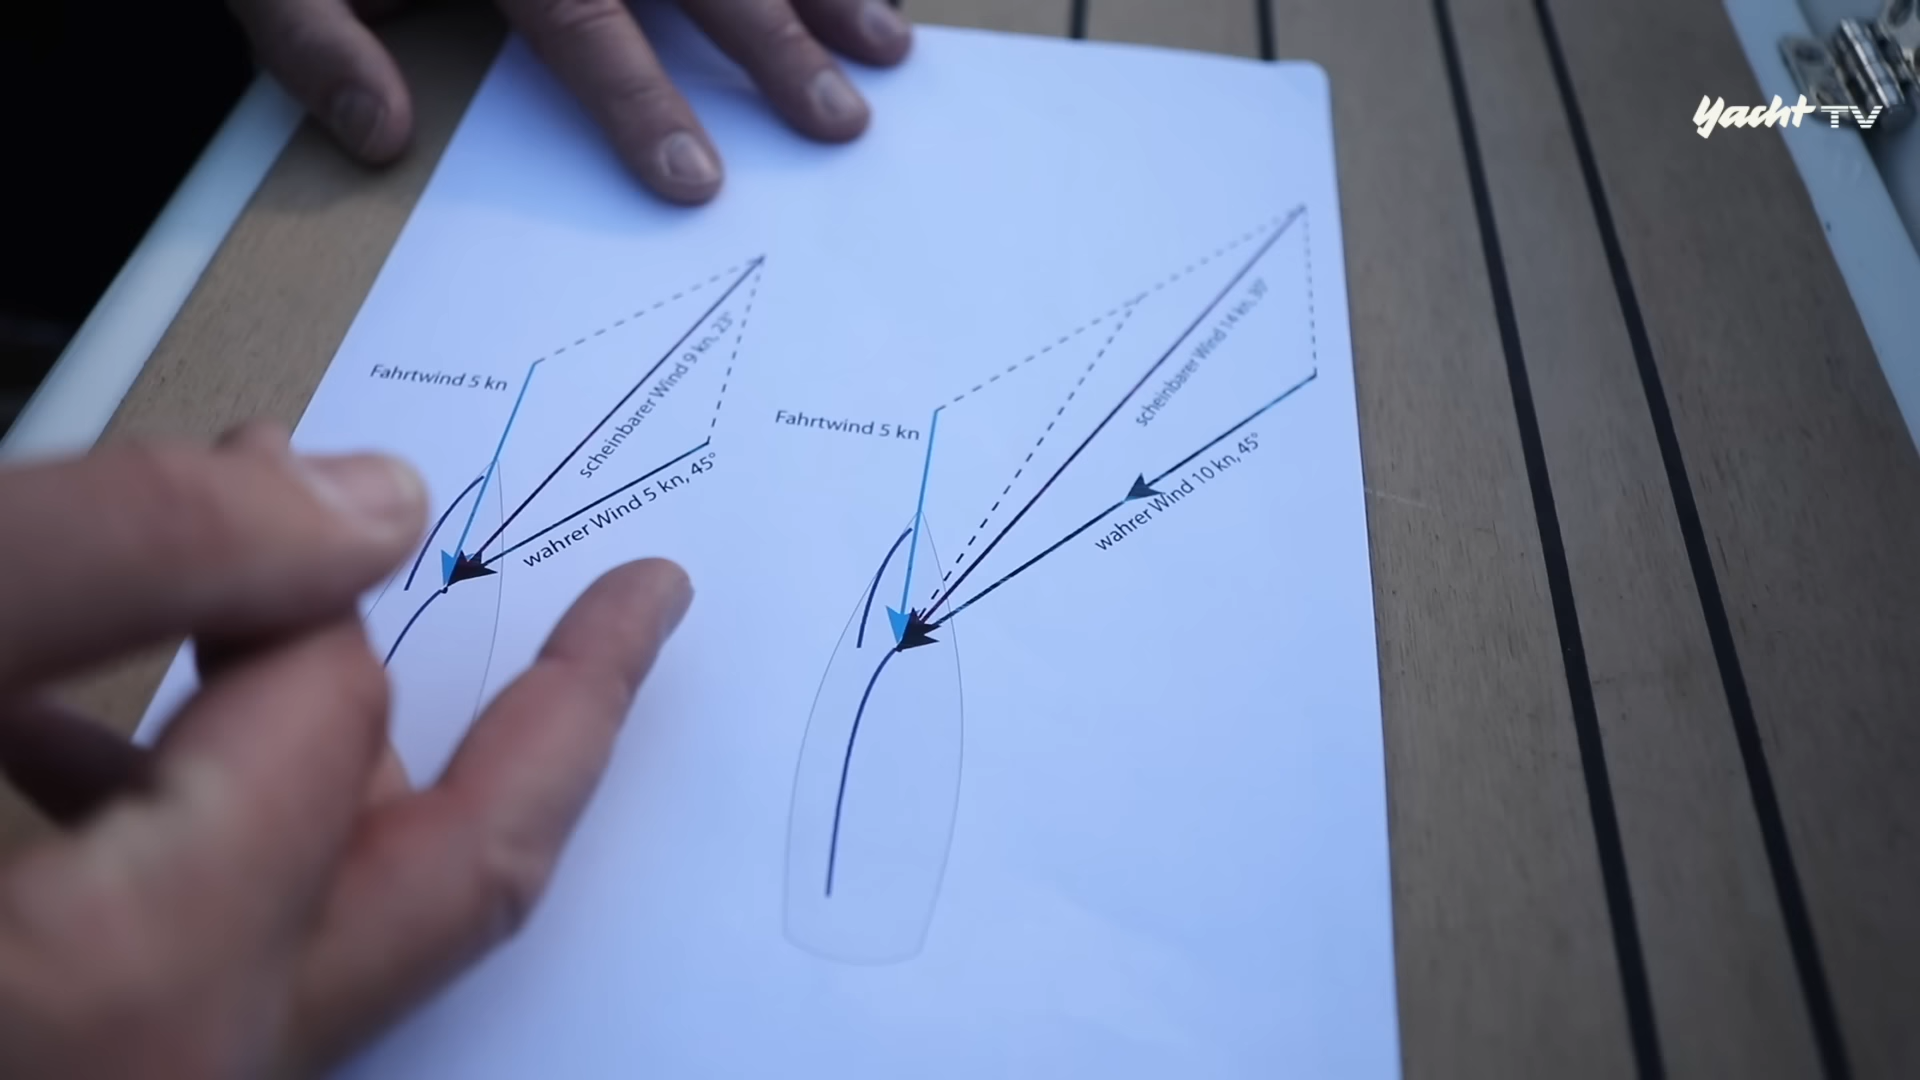 Yacht TV
Fahrtwind 5 kn
scheinbarer Wind 9 kn, 23°
wahrer Wind 5 kn, 45°
Fahrtwind 5 kn
scheinbarer Wind 14 kn, 30°
wahrer Wind 10 kn, 45°